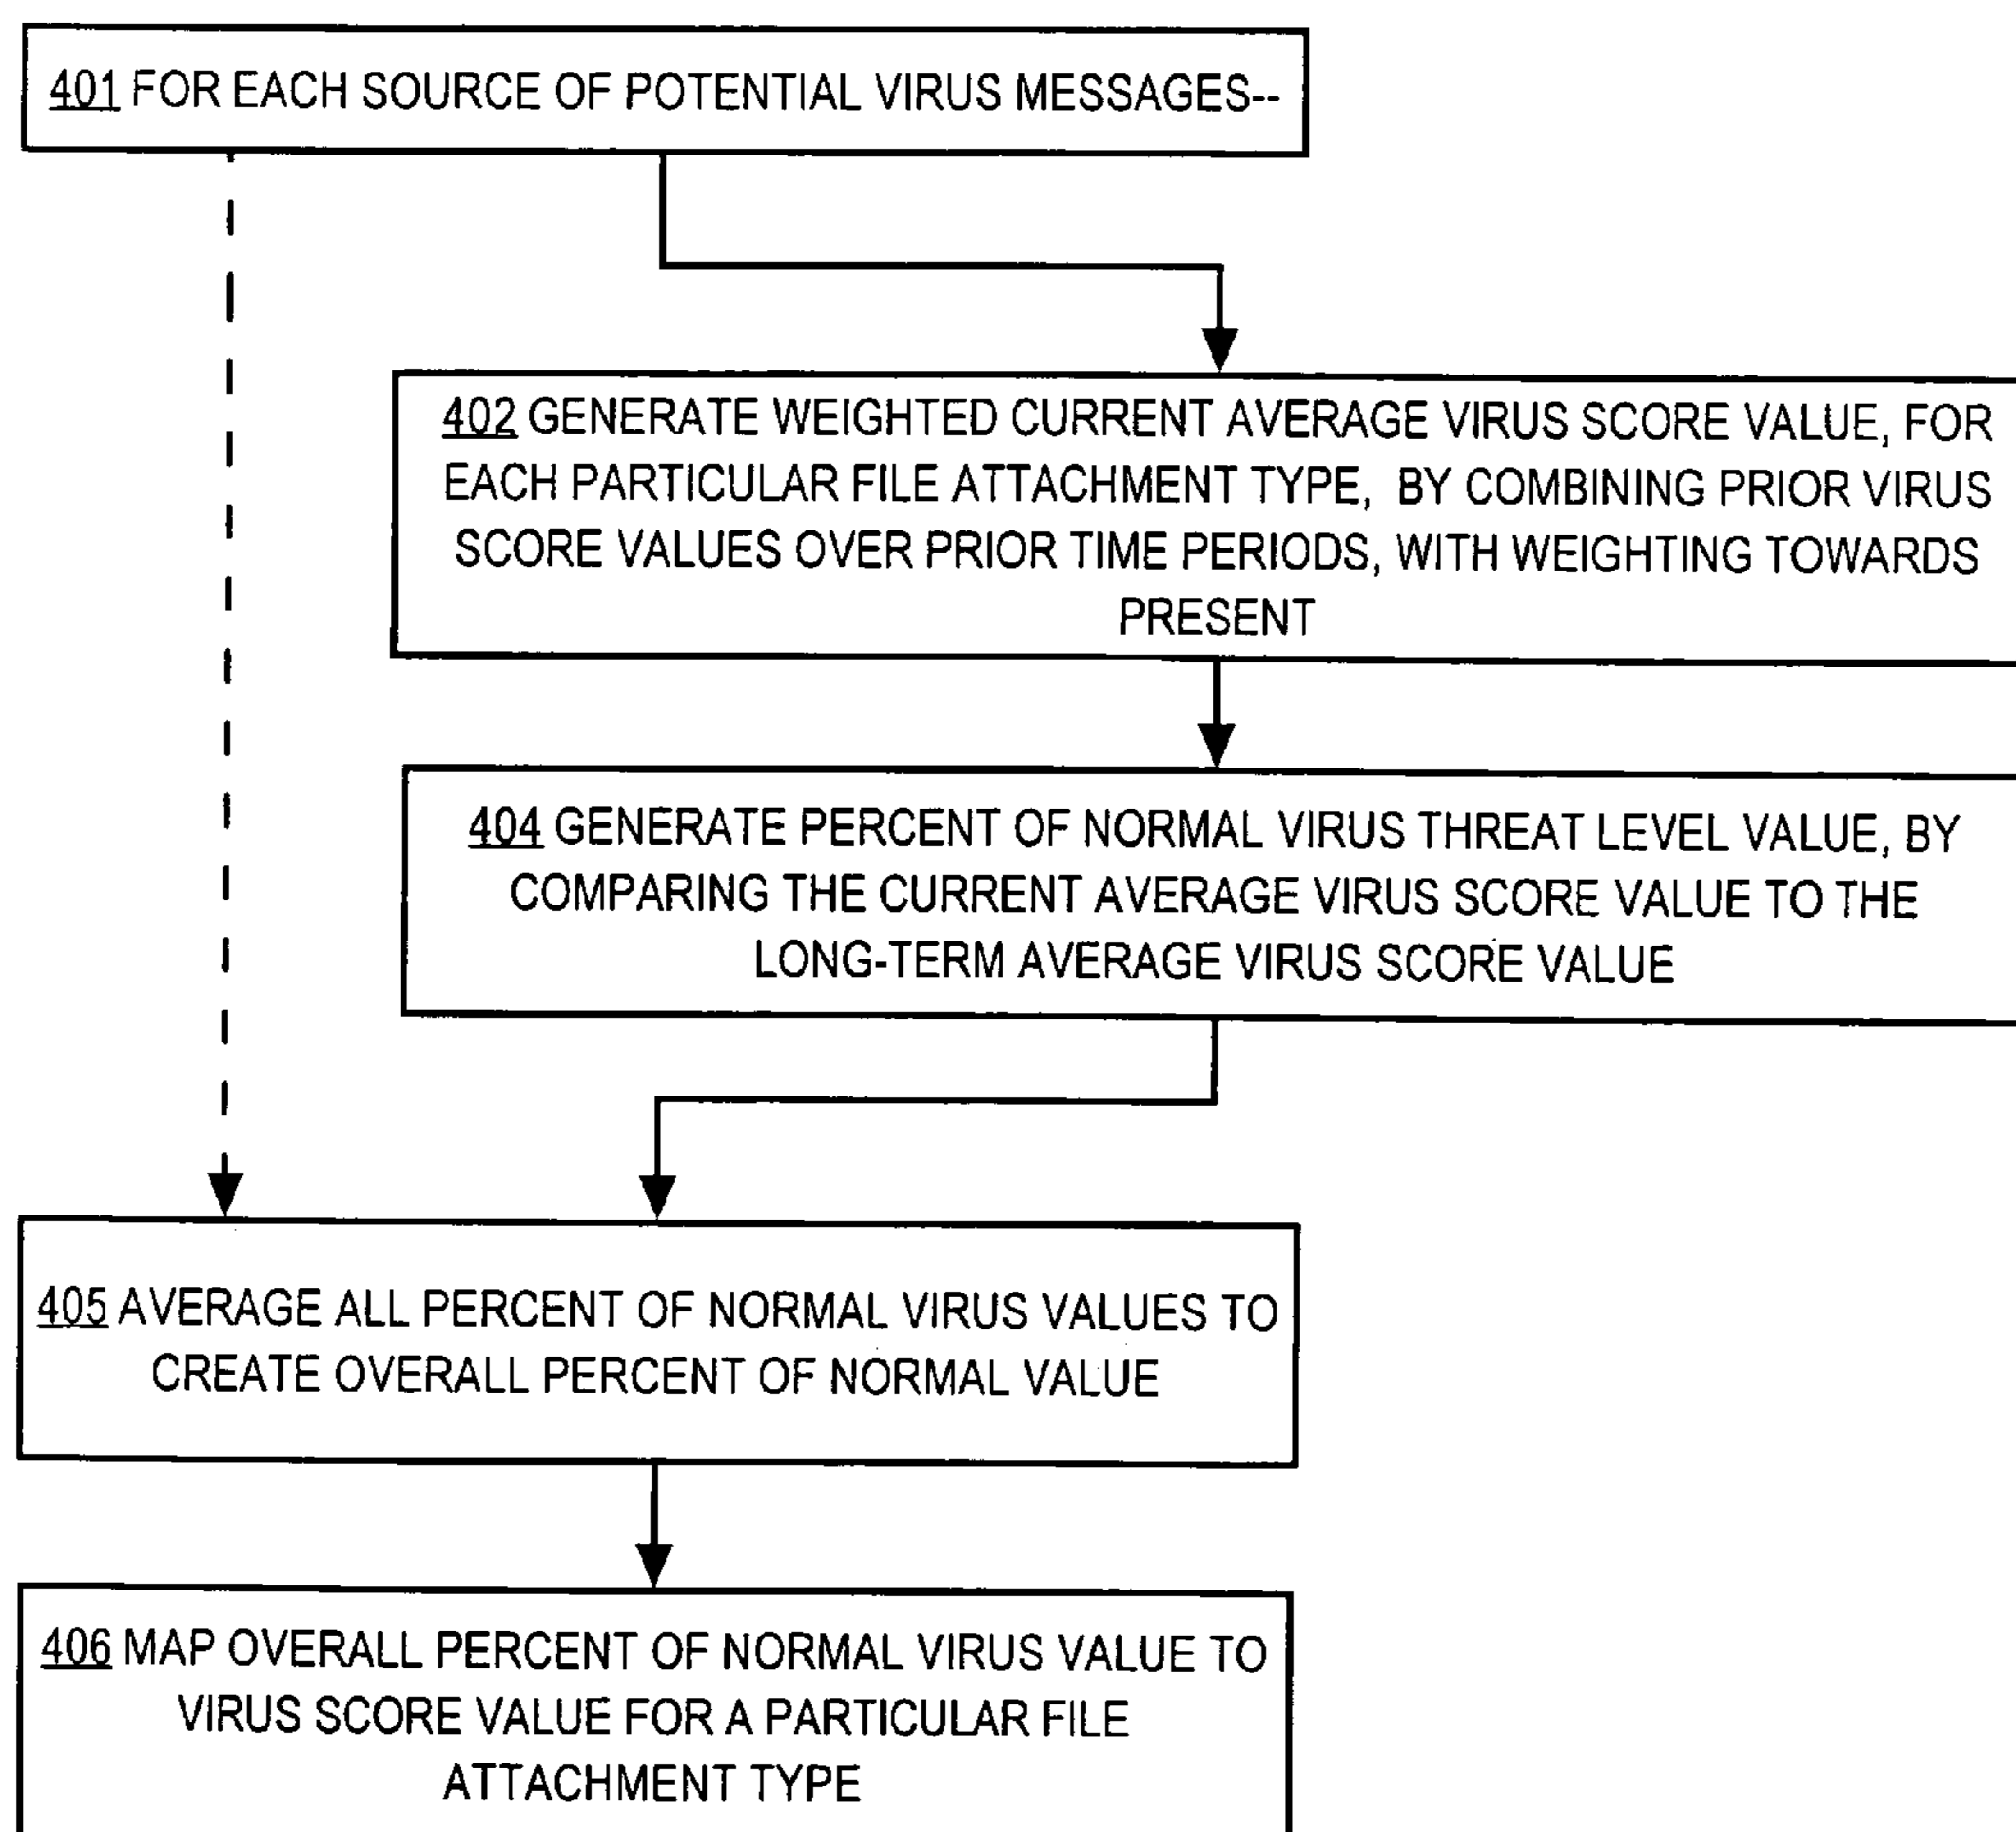 401 FOR EACH SOURCE OF POTENTIAL VIRUS MESSAGES--
402 GENERATE WEIGHTED CURRENT AVERAGE VIRUS SCORE VALUE, FOR
EACH PARTICULAR FILE ATTACHMENT TYPE, BY COMBINING PRIOR VIRUS
SCORE VALUES OVER PRIOR TIME PERIODS, WITH WEIGHTING TOWARDS
PRESENT
404 GENERATE PERCENT OF NORMAL VIRUS THREAT LEVEL VALUE, BY
COMPARING THE CURRENT AVERAGE VIRUS SCORE VALUE TO THE
LONG-TERM AVERAGE VIRUS SCORE VALUE
405 AVERAGE ALL PERCENT OF NORMAL VIRUS VALUES TO
CREATE OVERALL PERCENT OF NORMAL VALUE
406 MAP OVERALL PERCENT OF NORMAL VIRUS VALUE TO
VIRUS SCORE VALUE FOR A PARTICULAR FILE
ATTACHMENT TYPE